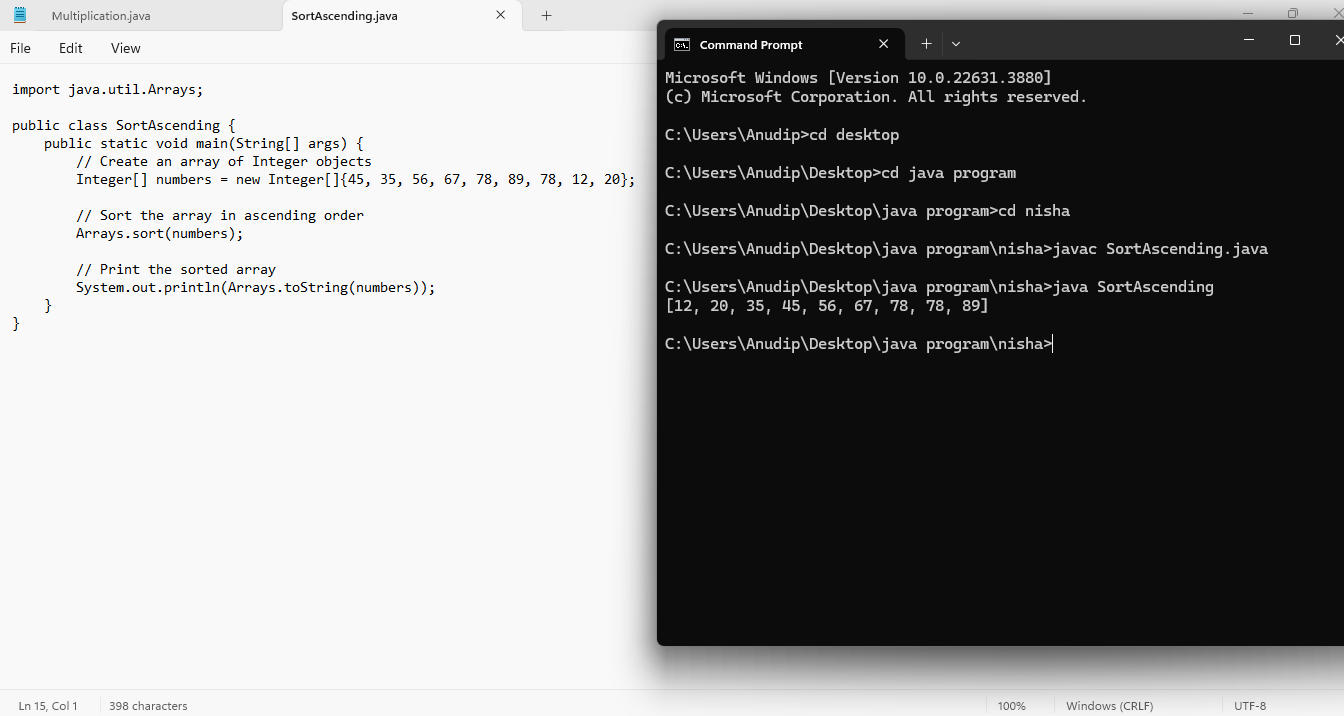 Multiplication.java
SortAscending.java
File Edit View
import java.util.Arrays;
public class SortAscending {
public static void main(String[] args) {
// Create an array of Integer objects
Integer[] numbers = new Integer[]{45, 35, 56, 67, 78, 89, 78, 12, 20};
// Sort the array in ascending order
Arrays.sort(numbers);
// Print the sorted array
System.out.println(Arrays.toString(numbers));
}
}
Ln 15, Col 1 398 characters 100% Windows (CRLF) UTF-8
Command Prompt
Microsoft Windows [Version 10.0.22631.3880]
(c) Microsoft Corporation. All rights reserved.
C:\Users\Anudip>cd desktop
C:\Users\Anudip\Desktop>cd java program
C:\Users\Anudip\Desktop\java program>cd nisha
C:\Users\Anudip\Desktop\java program\nisha>javac SortAscending.java
C:\Users\Anudip\Desktop\java program\nisha>java SortAscending
[12, 20, 35, 45, 56, 67, 78, 78, 89]
C:\Users\Anudip\Desktop\java program\nisha>